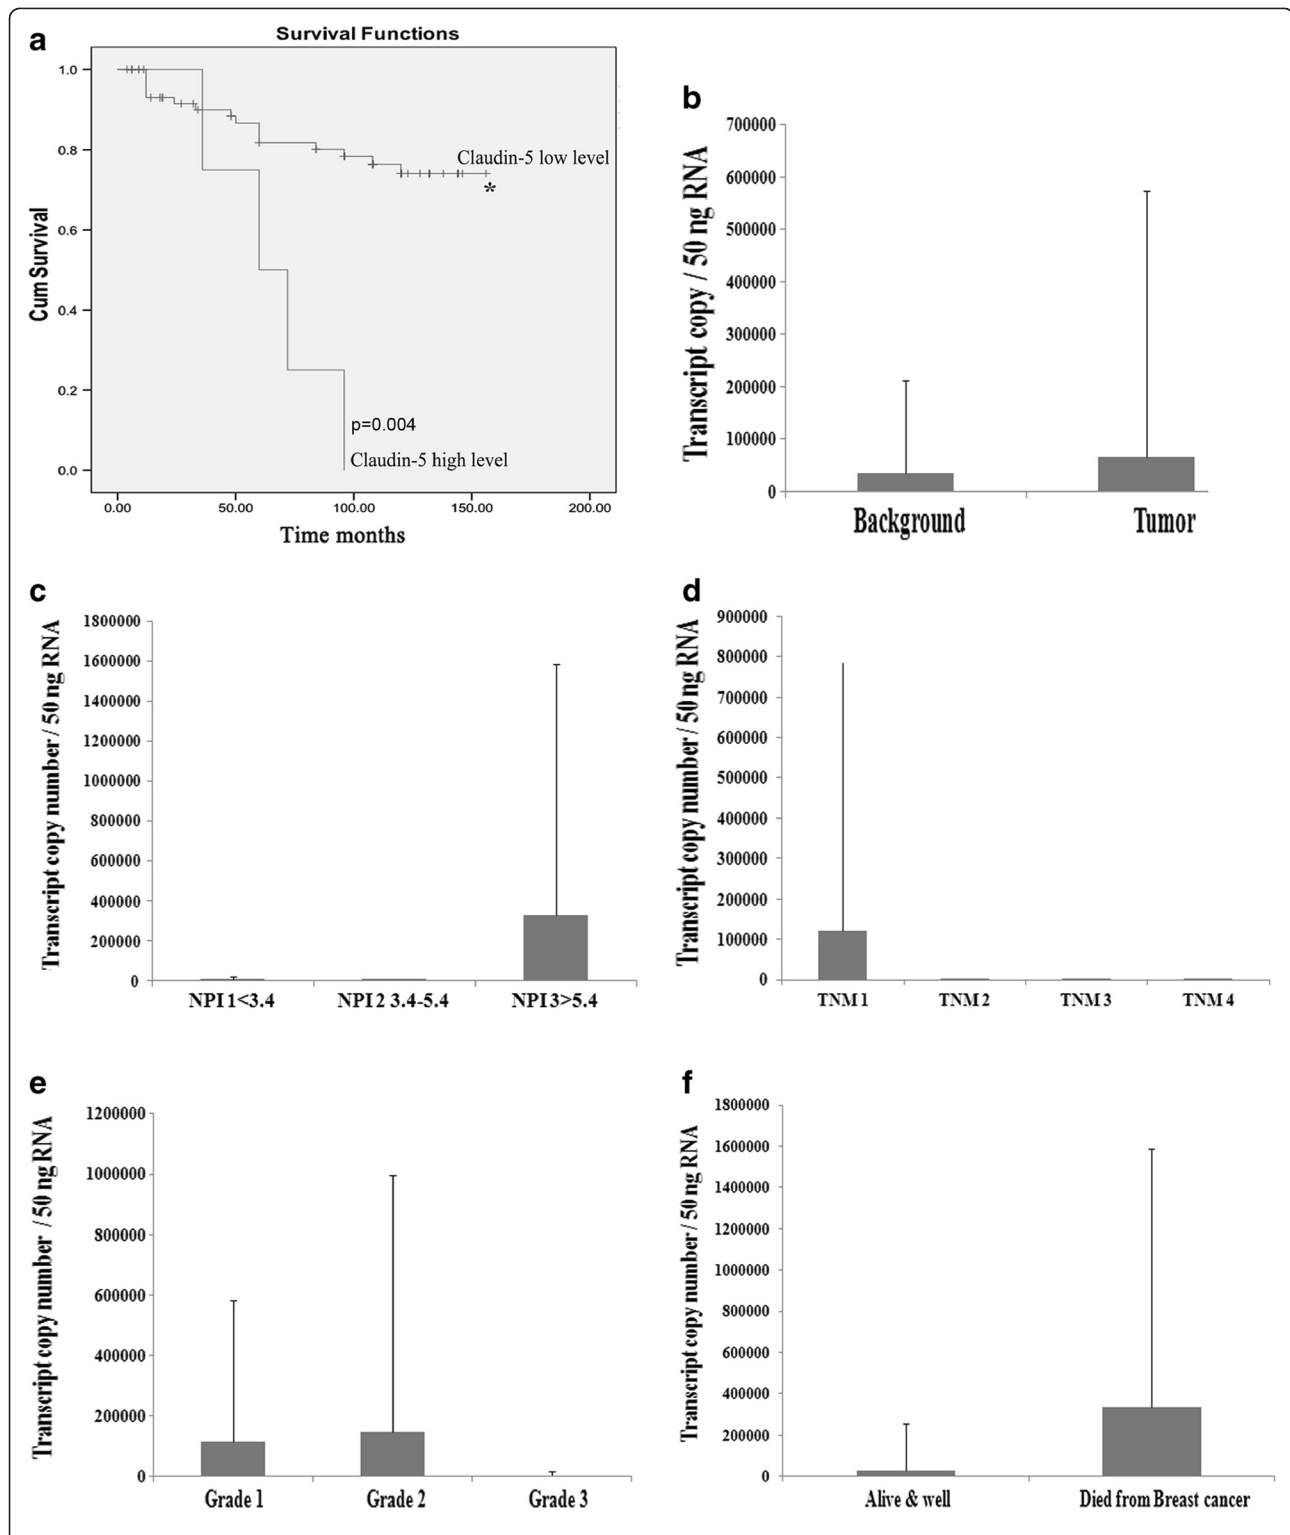 a
Survival Functions
1.0
0.8
0.6
0.4
0.2
0.0
Cum Survival
Claudin-5 low level
*
p=0.004
Claudin-5 high level
0.00 50.00 100.00 150.00 200.00
Time months
b
Transcript copy / 50 ng RNA
700000
600000
500000
400000
300000
200000
100000
0
Background Tumor
c
Transcript copy number / 50 ng RNA
1800000
1600000
1400000
1200000
1000000
800000
600000
400000
200000
0
NPI 1<3.4 NPI 2 3.4-5.4 NPI 3>5.4
d
Transcript copy number / 50 ng RNA
900000
800000
700000
600000
500000
400000
300000
200000
100000
0
TNM 1 TNM 2 TNM 3 TNM 4
e
Transcript copy number / 50 ng RNA
1200000
1000000
800000
600000
400000
200000
0
Grade 1 Grade 2 Grade 3
f
Transcript copy number / 50 ng RNA
1800000
1600000
1400000
1200000
1000000
800000
600000
400000
200000
0
Alive & well Died from Breast cancer